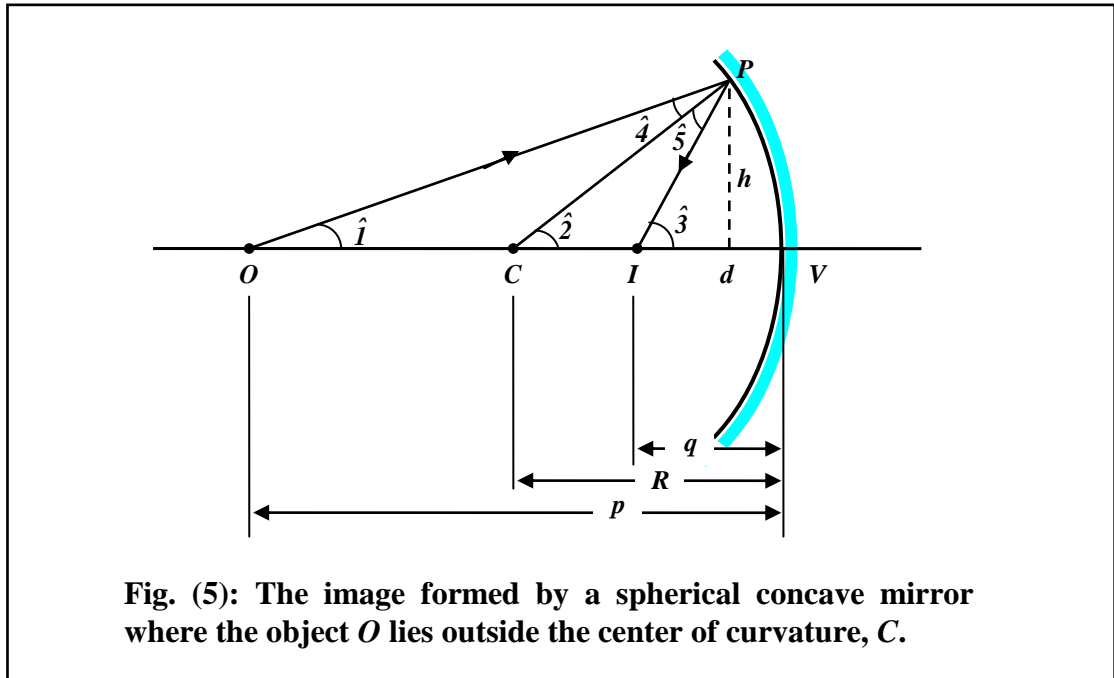 P
4̂
5̂
h
1̂
2̂
3̂
O C I d V
q
R
p
Fig. (5): The image formed by a spherical concave mirror
where the object O lies outside the center of curvature, C.